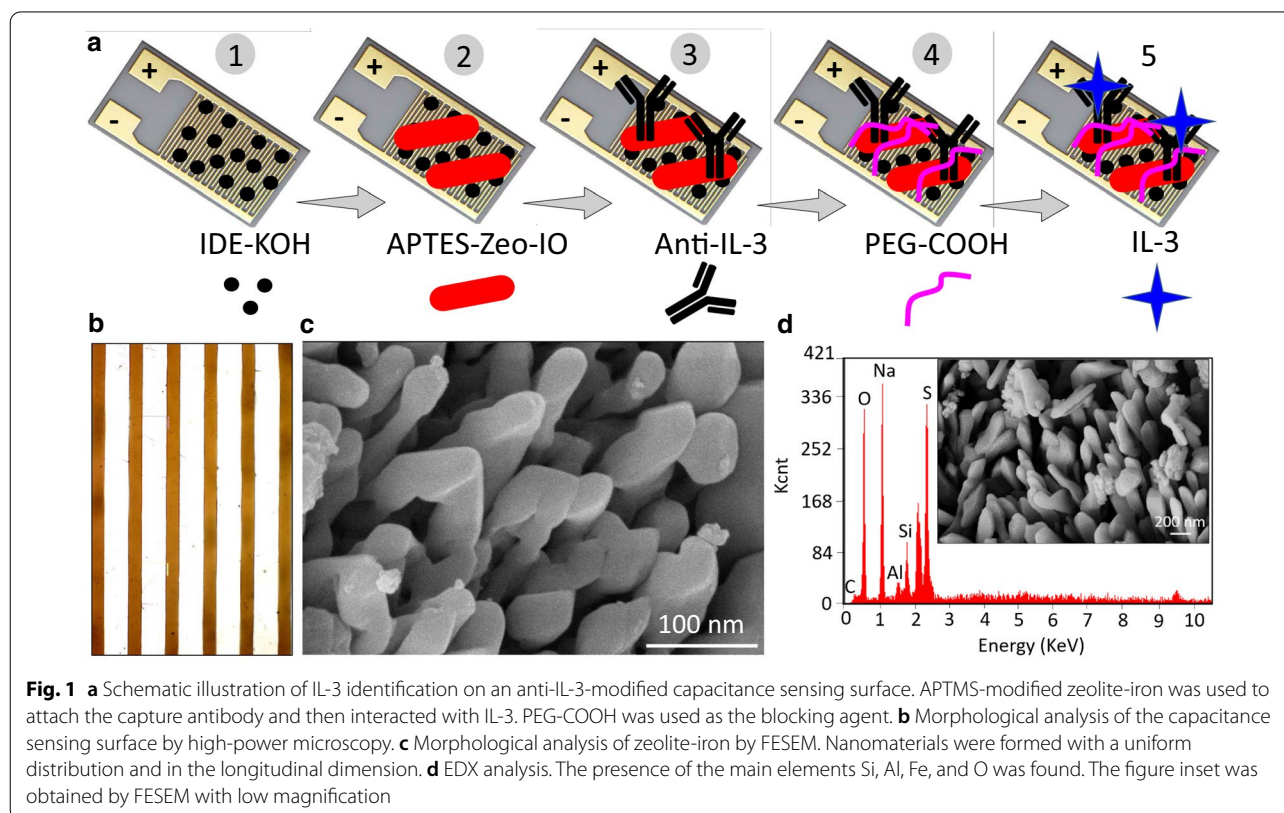 a
1
2
3
4
5
+
-
+
-
+
-
+
-
+
-
IDE-KOH
APTES-Zeo-IO
Anti-IL-3
PEG-COOH
IL-3
b
c
100 nm
d
421
336
252
168
84
0
Kcnt
C
O
Na
Al
Si
S
200 nm
0 1 2 3 4 5 6 7 8 9 10
Energy (KeV)
Fig. 1 a Schematic illustration of IL-3 identification on an anti-IL-3-modified capacitance sensing surface. APTMS-modified zeolite-iron was used to
attach the capture antibody and then interacted with IL-3. PEG-COOH was used as the blocking agent. b Morphological analysis of the capacitance
sensing surface by high-power microscopy. c Morphological analysis of zeolite-iron by FESEM. Nanomaterials were formed with a uniform
distribution and in the longitudinal dimension. d EDX analysis. The presence of the main elements Si, Al, Fe, and O was found. The figure inset was
obtained by FESEM with low magnification